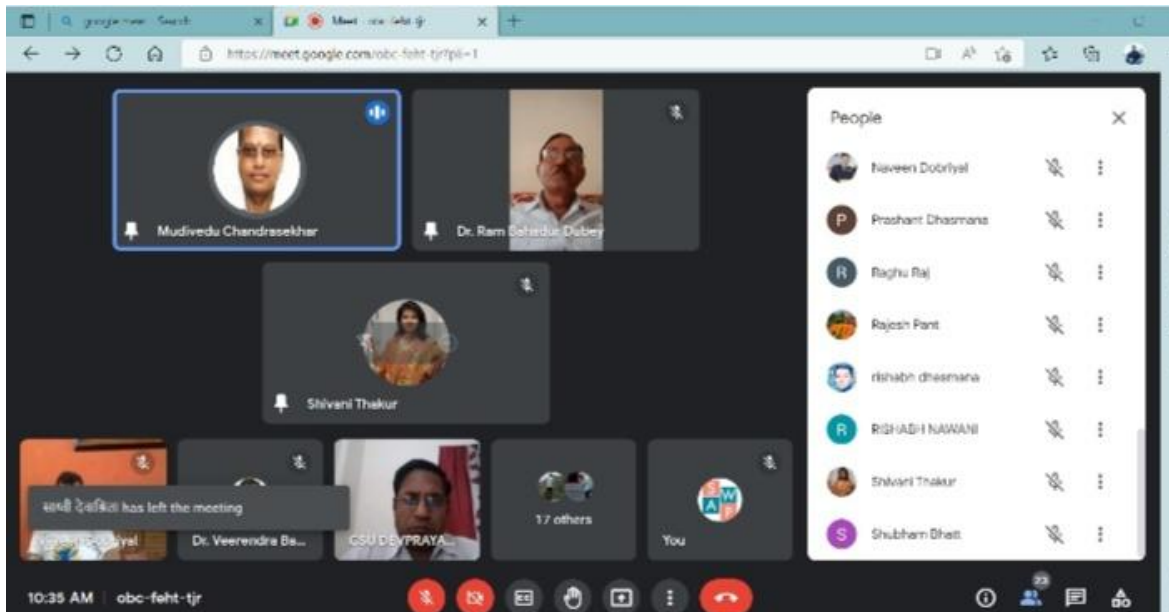 google meet - Search
Meet - obc-feht-tjr
https://meet.google.com/obc-feht-tjr?pli=1
Mudivedu Chandrasekhar
Dr. Ram Bahadur Dubey
Shivani Thakur
has left the meeting
Dr. Veerendra Ba...
CSU DEVPRAYA...
17 others
You
S W A P
People
Naveen Dobriyal
P Prashant Dhasmana
R Raghu Raj
Rajesh Pant
rishabh dhasmana
R RISHABH NAWANI
Shivani Thakur
S Shubham Bhatt
10:35 AM | obc-feht-tjr
23